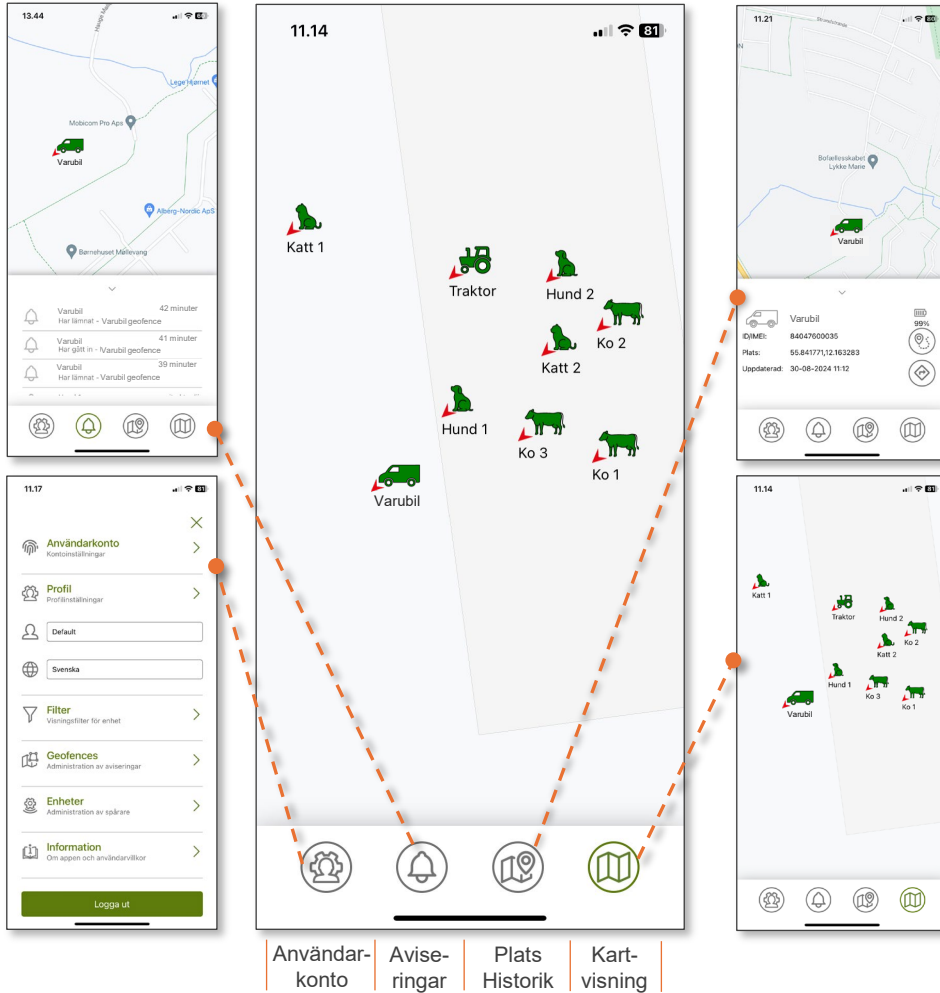 13.44
Lege Hjørnet
Mobicom Pro Aps
Varubil
Alberg-Nordic ApS
Børnehuset Møllevang
Varubil 42 minuter
Har lämnat - Varubil geofence
Varubil 41 minuter
Har gått in - Varubil geofence
Varubil 39 minuter
Har lämnat - Varubil geofence
11.17 81
Användarkonto
Kontoinställningar
Profil
Profilinställningar
Default
Svenska
Filter
Visningsfilter för enhet
Geofences
Administration av aviseringar
Enheter
Administration av spårare
Information
Om appen och användarvillkor
Logga ut
11.14 81
Katt 1
Traktor
Hund 2
Ko 2
Katt 2
Hund 1
Ko 3
Ko 1
Varubil
Användar-
konto
Avise-
ringar
Plats
Historik
Kart-
visning
11.21
Bofællesskabet
Lykke Marie
Varubil
Varubil
99%
ID/IMEI: 84047600035
Plats: 55.841771,12.163283
Uppdaterad: 30-08-2024 11:12
11.14 81
Katt 1
Traktor
Hund 2
Ko 2
Katt 2
Hund 1
Ko 3
Ko 1
Varubil